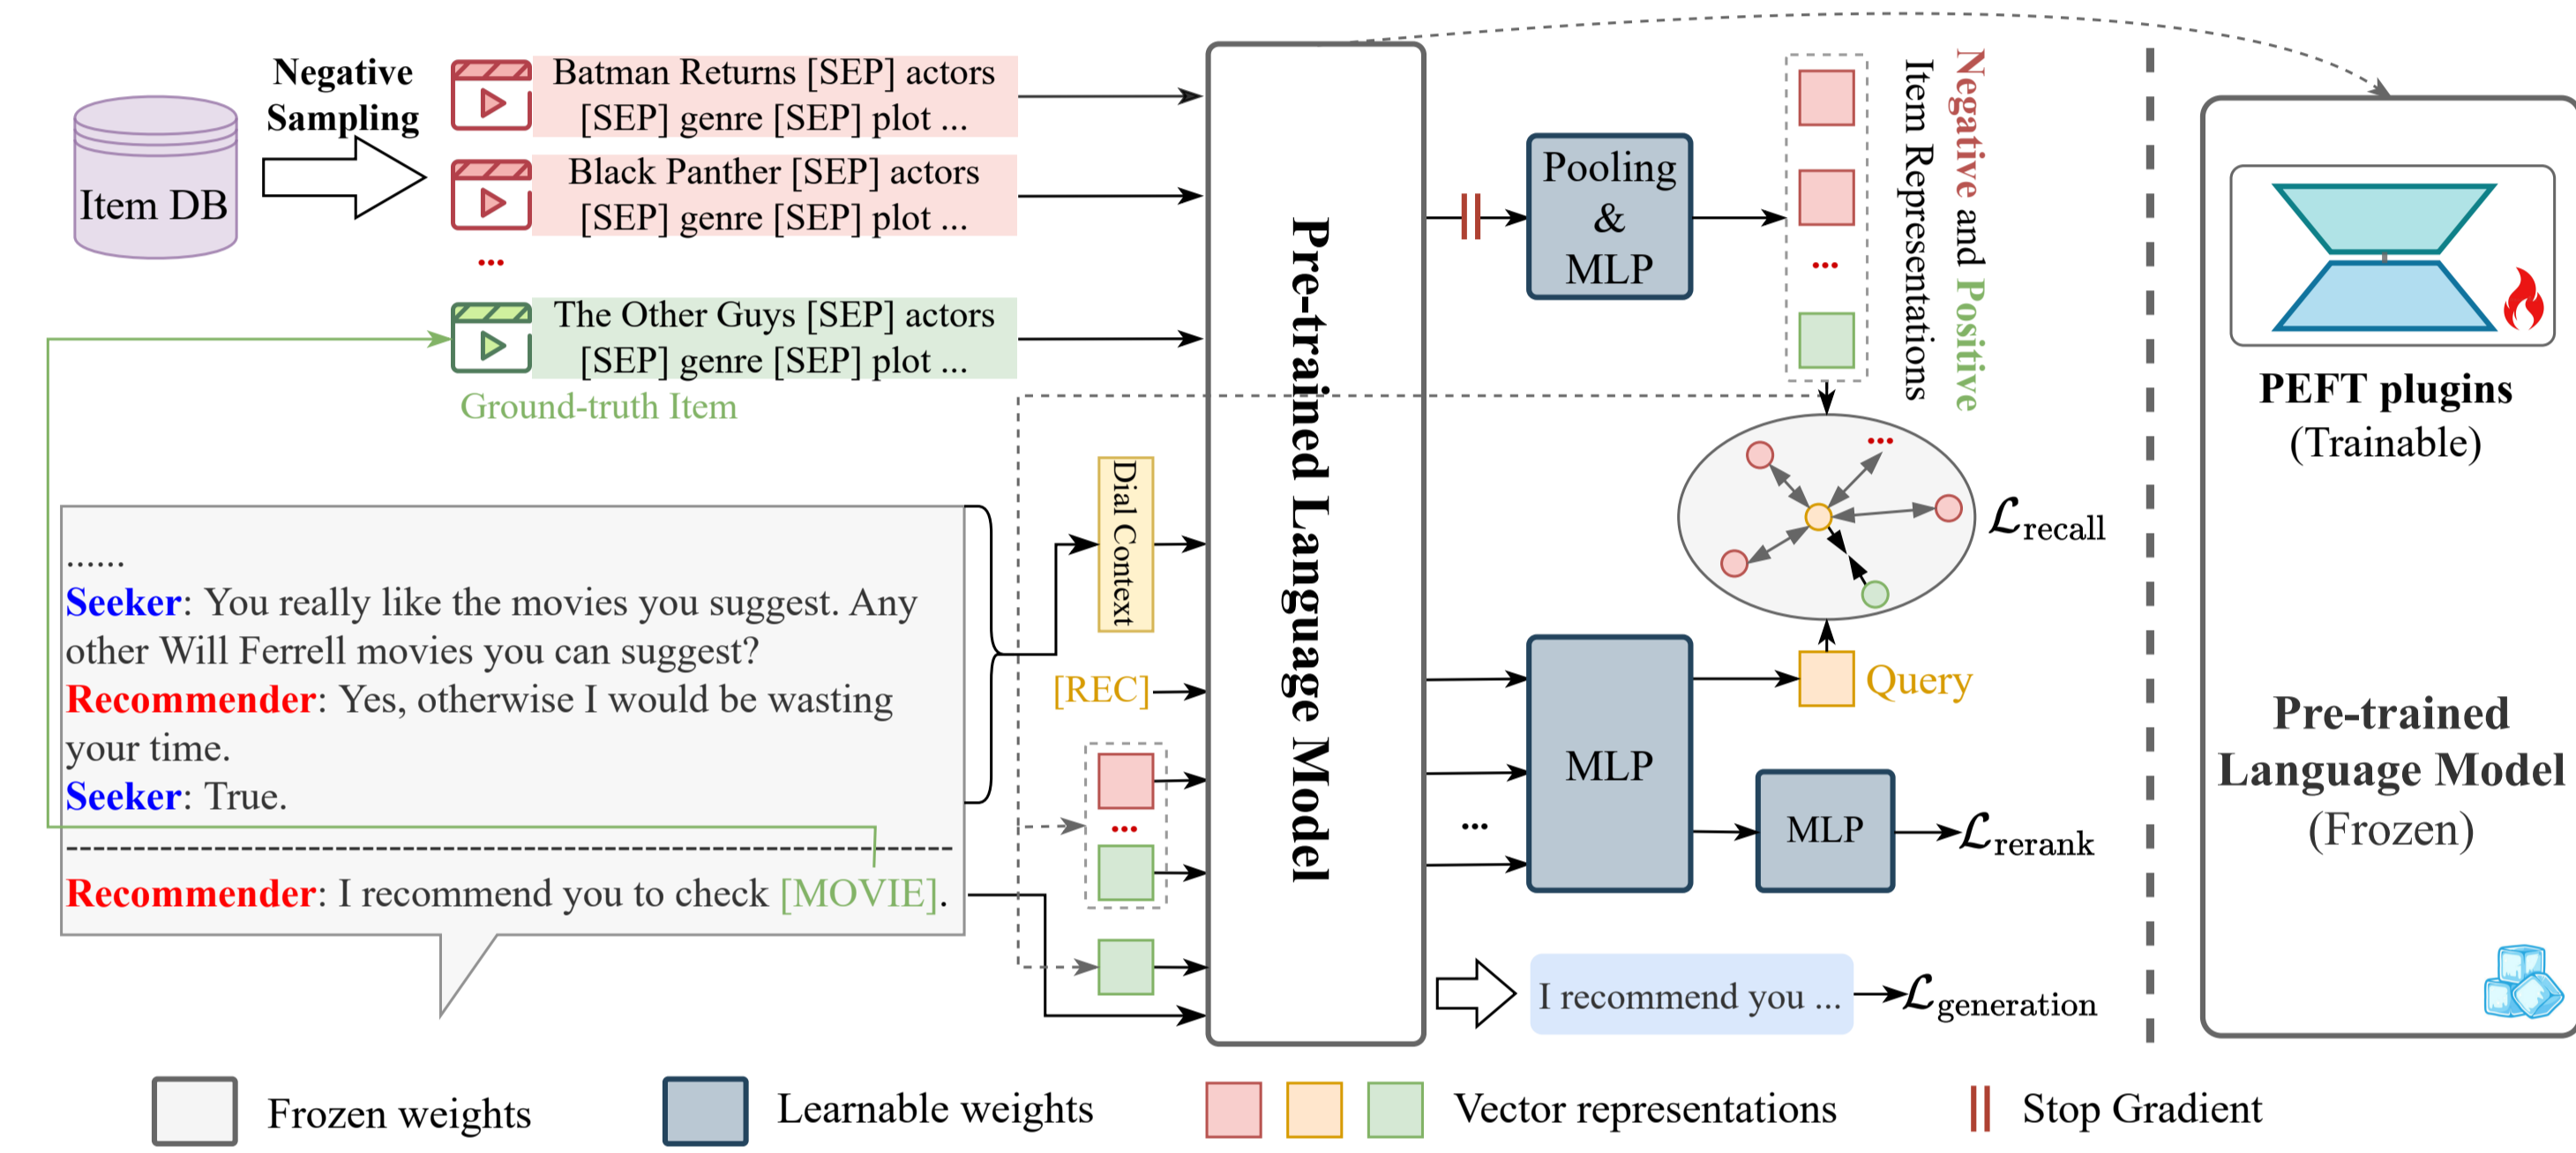 Negative
Sampling
Item DB
Batman Returns [SEP] actors
[SEP] genre [SEP] plot ...
Black Panther [SEP] actors
[SEP] genre [SEP] plot ...
...
The Other Guys [SEP] actors
[SEP] genre [SEP] plot ...
Ground-truth Item
......
Seeker: You really like the movies you suggest. Any
other Will Ferrell movies you can suggest?
Recommender: Yes, otherwise I would be wasting
your time.
Seeker: True.
Recommender: I recommend you to check [MOVIE].
Dial Context
[REC]
...
Pre-trained Language Model
Pooling
&
MLP
...
Negative and Positive
Item Representations
...
ℒrecall
MLP
Query
...
MLP
ℒrerank
I recommend you ...
ℒgeneration
PEFT plugins
(Trainable)
Pre-trained
Language Model
(Frozen)
Frozen weights
Learnable weights
Vector representations
Stop Gradient